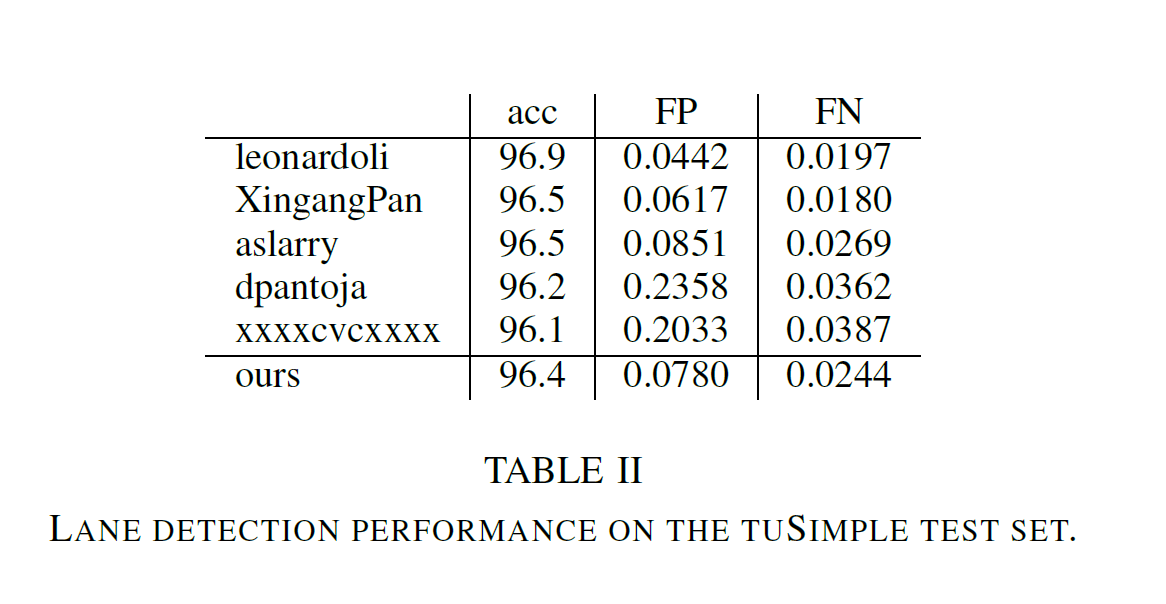 acc FP FN
leonardoli 96.9 0.0442 0.0197
XingangPan 96.5 0.0617 0.0180
aslarry 96.5 0.0851 0.0269
dpantoja 96.2 0.2358 0.0362
xxxxcvcxxxx 96.1 0.2033 0.0387
ours 96.4 0.0780 0.0244
TABLE II
LANE DETECTION PERFORMANCE ON THE TUSIMPLE TEST SET.